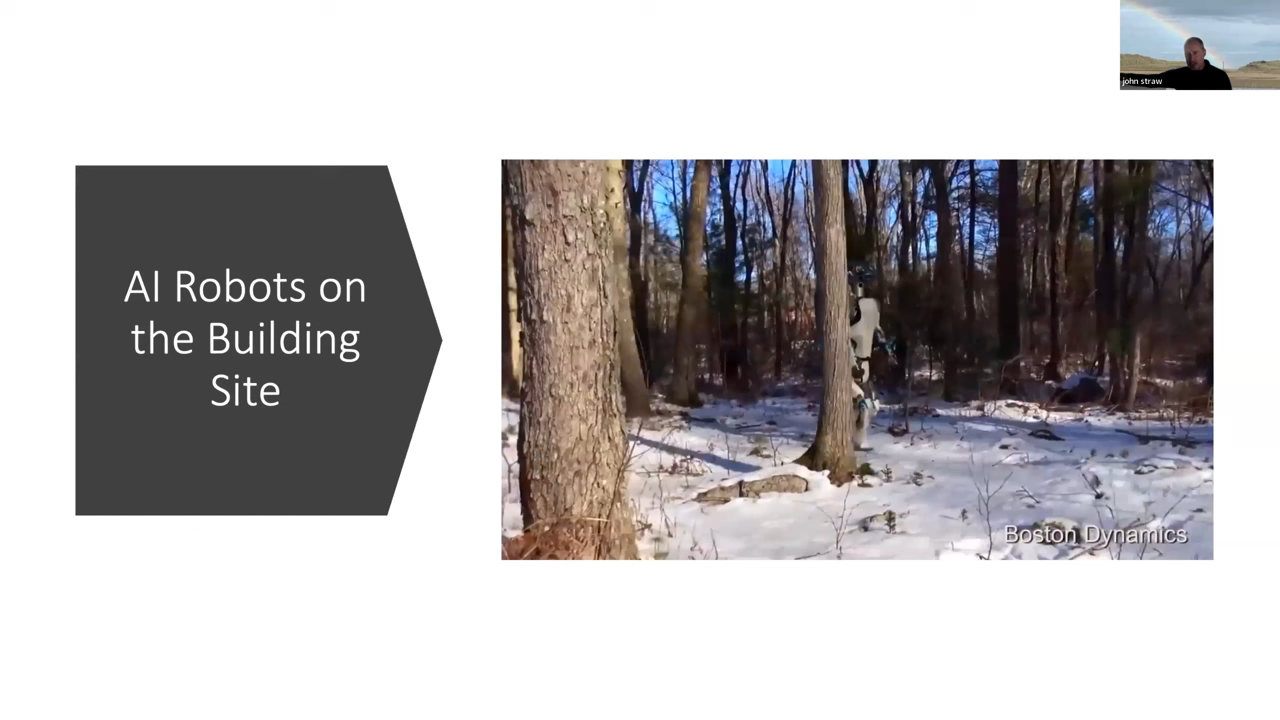 john straw
AI Robots on
the Building
Site
Boston Dynamics